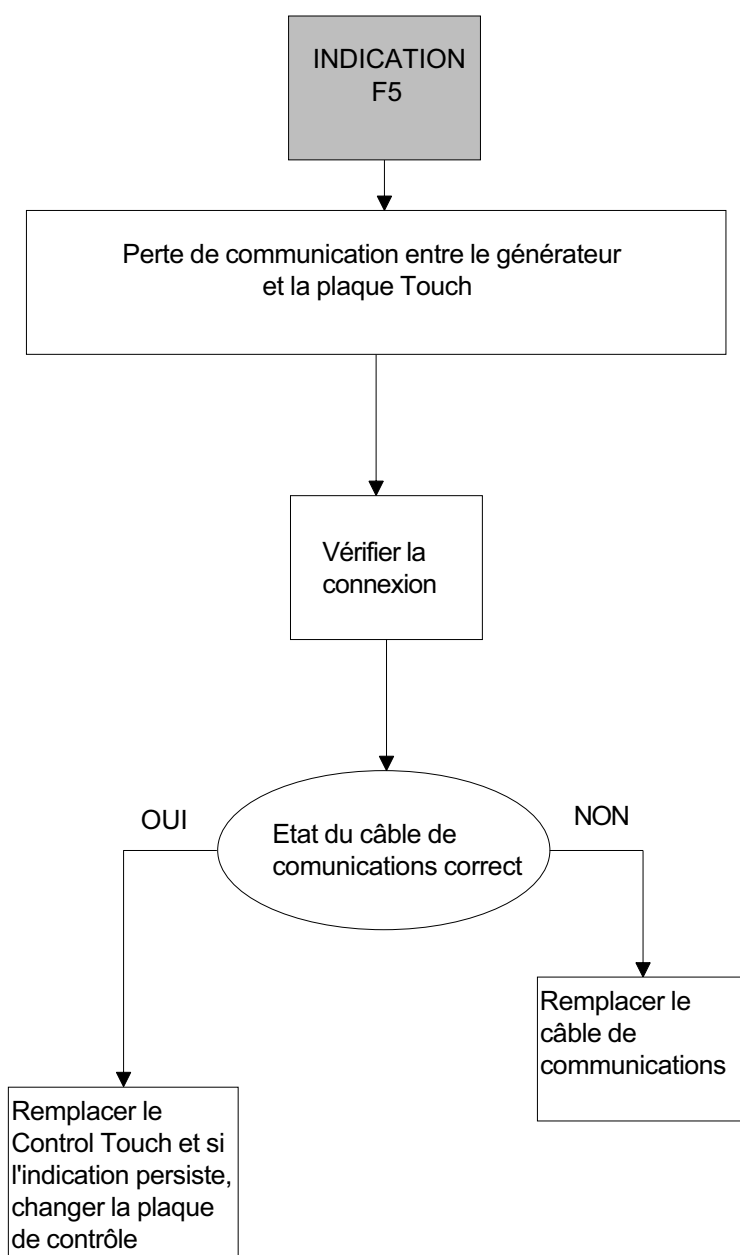 INDICATION
F5
Perte de communication entre le générateur
et la plaque Touch
Vérifier la
connexion
OUI
NON
Etat du câble de
comunications correct
Remplacer le
câble de
communications
Remplacer le
Control Touch et si
l'indication persiste,
changer la plaque
de contrôle